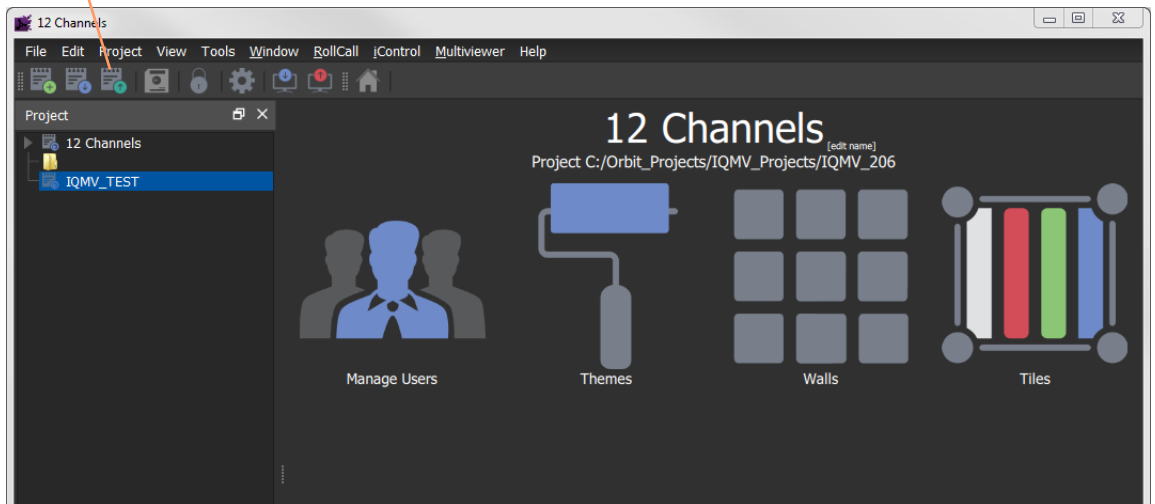 12 Channels
File Edit Project View Tools Window RollCall iControl Multiviewer Help
Project
12 Channels
IQMV_TEST
12 Channels
[edit name]
Project C:/Orbit_Projects/IQMV_Projects/IQMV_206
Manage Users
Themes
Walls
Tiles